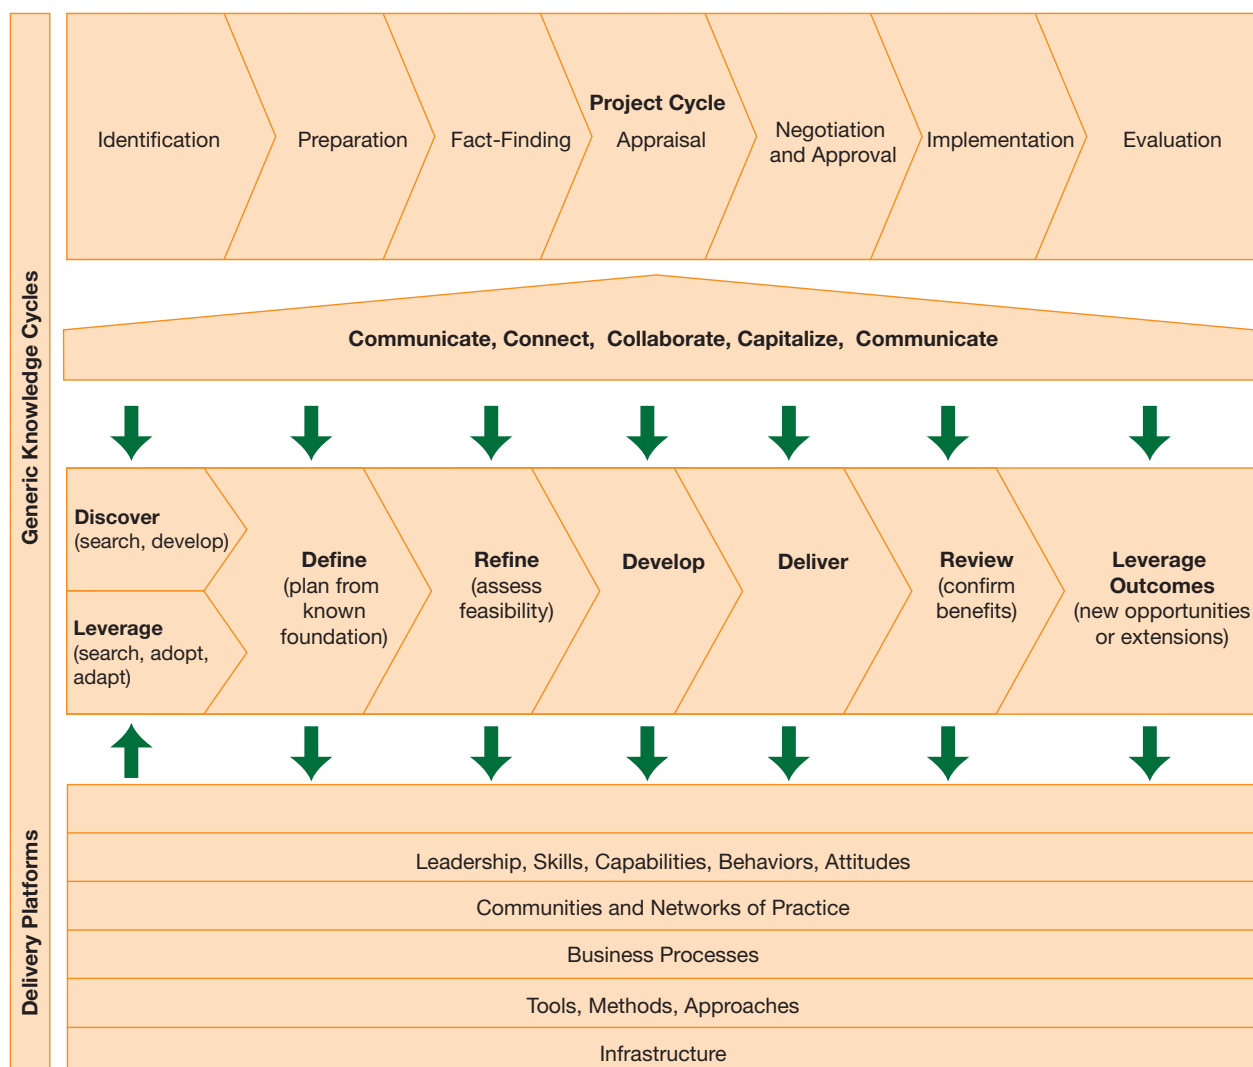 Generic Knowledge Cycles
Delivery Platforms
Project Cycle
Identification
Preparation
Fact-Finding
Appraisal
Negotiation
and Approval
Implementation
Evaluation
Communicate, Connect, Collaborate, Capitalize, Communicate
Discover
(search, develop)
Leverage
(search, adopt,
adapt)
Define
(plan from
known
foundation)
Refine
(assess
feasibility)
Develop
Deliver
Review
(confirm
benefits)
Leverage
Outcomes
(new opportunities
or extensions)
Leadership, Skills, Capabilities, Behaviors, Attitudes
Communities and Networks of Practice
Business Processes
Tools, Methods, Approaches
Infrastructure